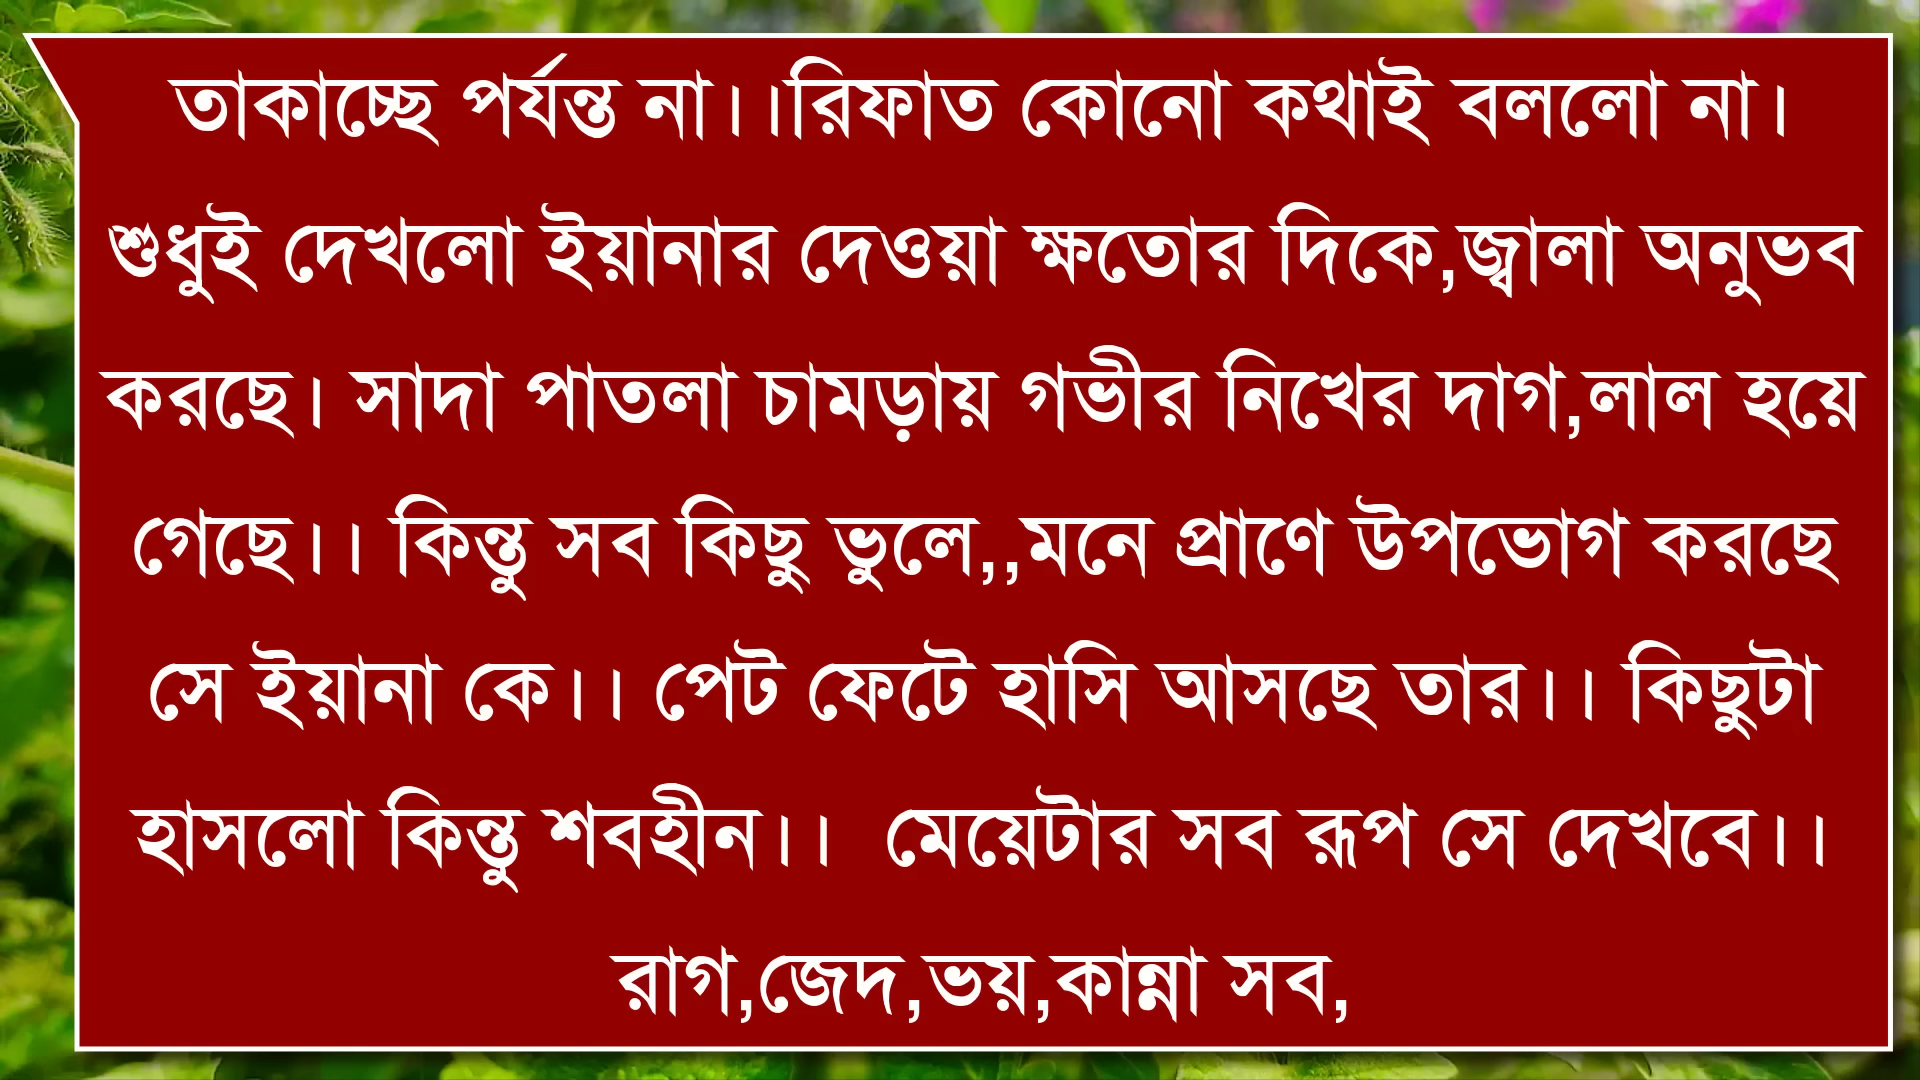 তাকাচ্ছে পর্যন্ত না।।রিফাত কোনো কথাই বললো না।
শুধুই দেখলো ইয়ানার দেওয়া ক্ষতোর দিকে,জ্বালা অনুভব
করছে। সাদা পাতলা চামড়ায় গভীর নিখের দাগ,লাল হয়ে
গেছে।। কিন্তু সব কিছু ভুলে,,মনে প্রাণে উপভোগ করছে
সে ইয়ানা কে।। পেট ফেটে হাসি আসছে তার।। কিছুটা
হাসলো কিন্তু শবহীন।।  মেয়েটার সব রূপ সে দেখবে।।
রাগ,জেদ,ভয়,কান্না সব,